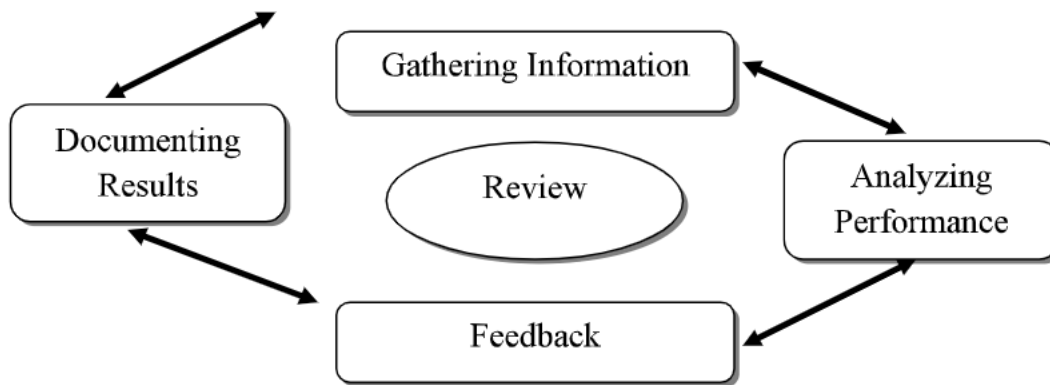 Gathering Information
Documenting
Results
Review
Analyzing
Performance
Feedback